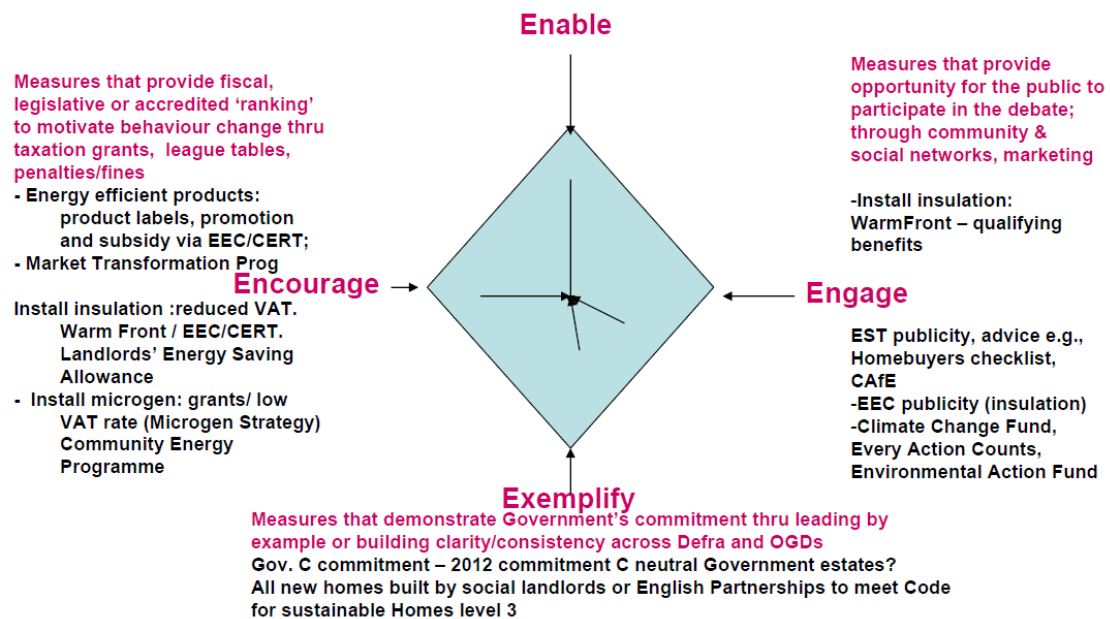 Enable
Measures that provide fiscal,
legislative or accredited ‘ranking’
to motivate behaviour change thru
taxation grants, league tables,
penalties/fines
- Energy efficient products:
product labels, promotion
and subsidy via EEC/CERT;
- Market Transformation Prog
Encourage
Install insulation :reduced VAT.
Warm Front / EEC/CERT.
Landlords’ Energy Saving
Allowance
- Install microgen: grants/ low
VAT rate (Microgen Strategy)
Community Energy
Programme
Measures that provide
opportunity for the public to
participate in the debate;
through community &
social networks, marketing
-Install insulation:
WarmFront – qualifying
benefits
Engage
EST publicity, advice e.g.,
Homebuyers checklist,
CAfE
-EEC publicity (insulation)
-Climate Change Fund,
Every Action Counts,
Environmental Action Fund
Exemplify
Measures that demonstrate Government’s commitment thru leading by
example or building clarity/consistency across Defra and OGDs
Gov. C commitment – 2012 commitment C neutral Government estates?
All new homes built by social landlords or English Partnerships to meet Code
for sustainable Homes level 3